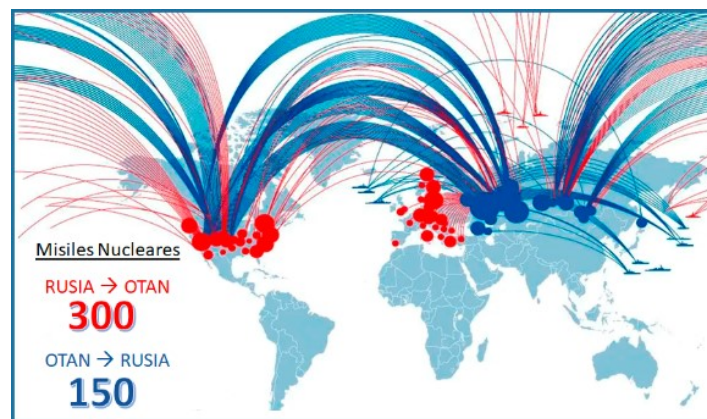 Misiles Nucleares
RUSIA → OTAN
300
OTAN → RUSIA
150